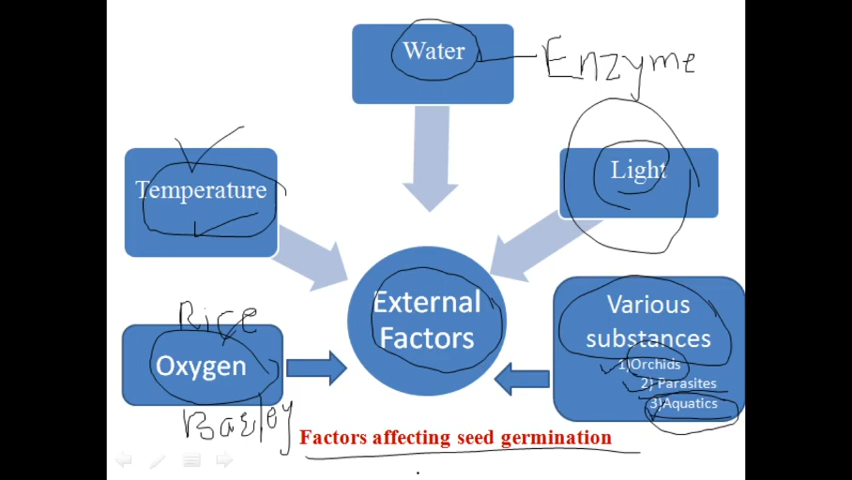 Water
Enzyme
Temperature
Light
External
Factors
Rice
Oxygen
Barley
Various
substances
1)Orchids
2) Parasites
3)Aquatics
Factors affecting seed germination